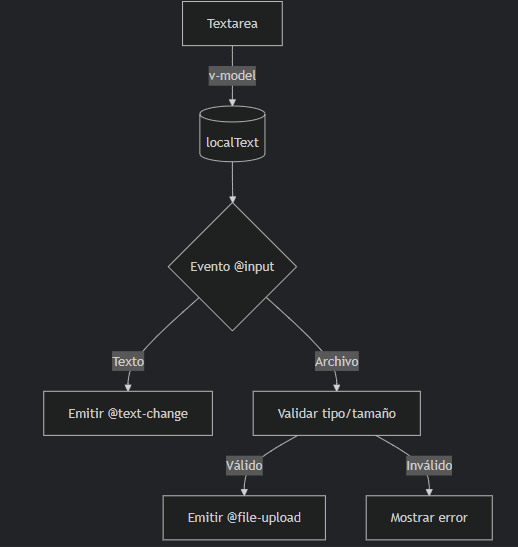 Textarea
v-model
localText
Evento @input
Texto
Archivo
Emitir @text-change
Validar tipo/tamaño
Válido
Inválido
Emitir @file-upload
Mostrar error